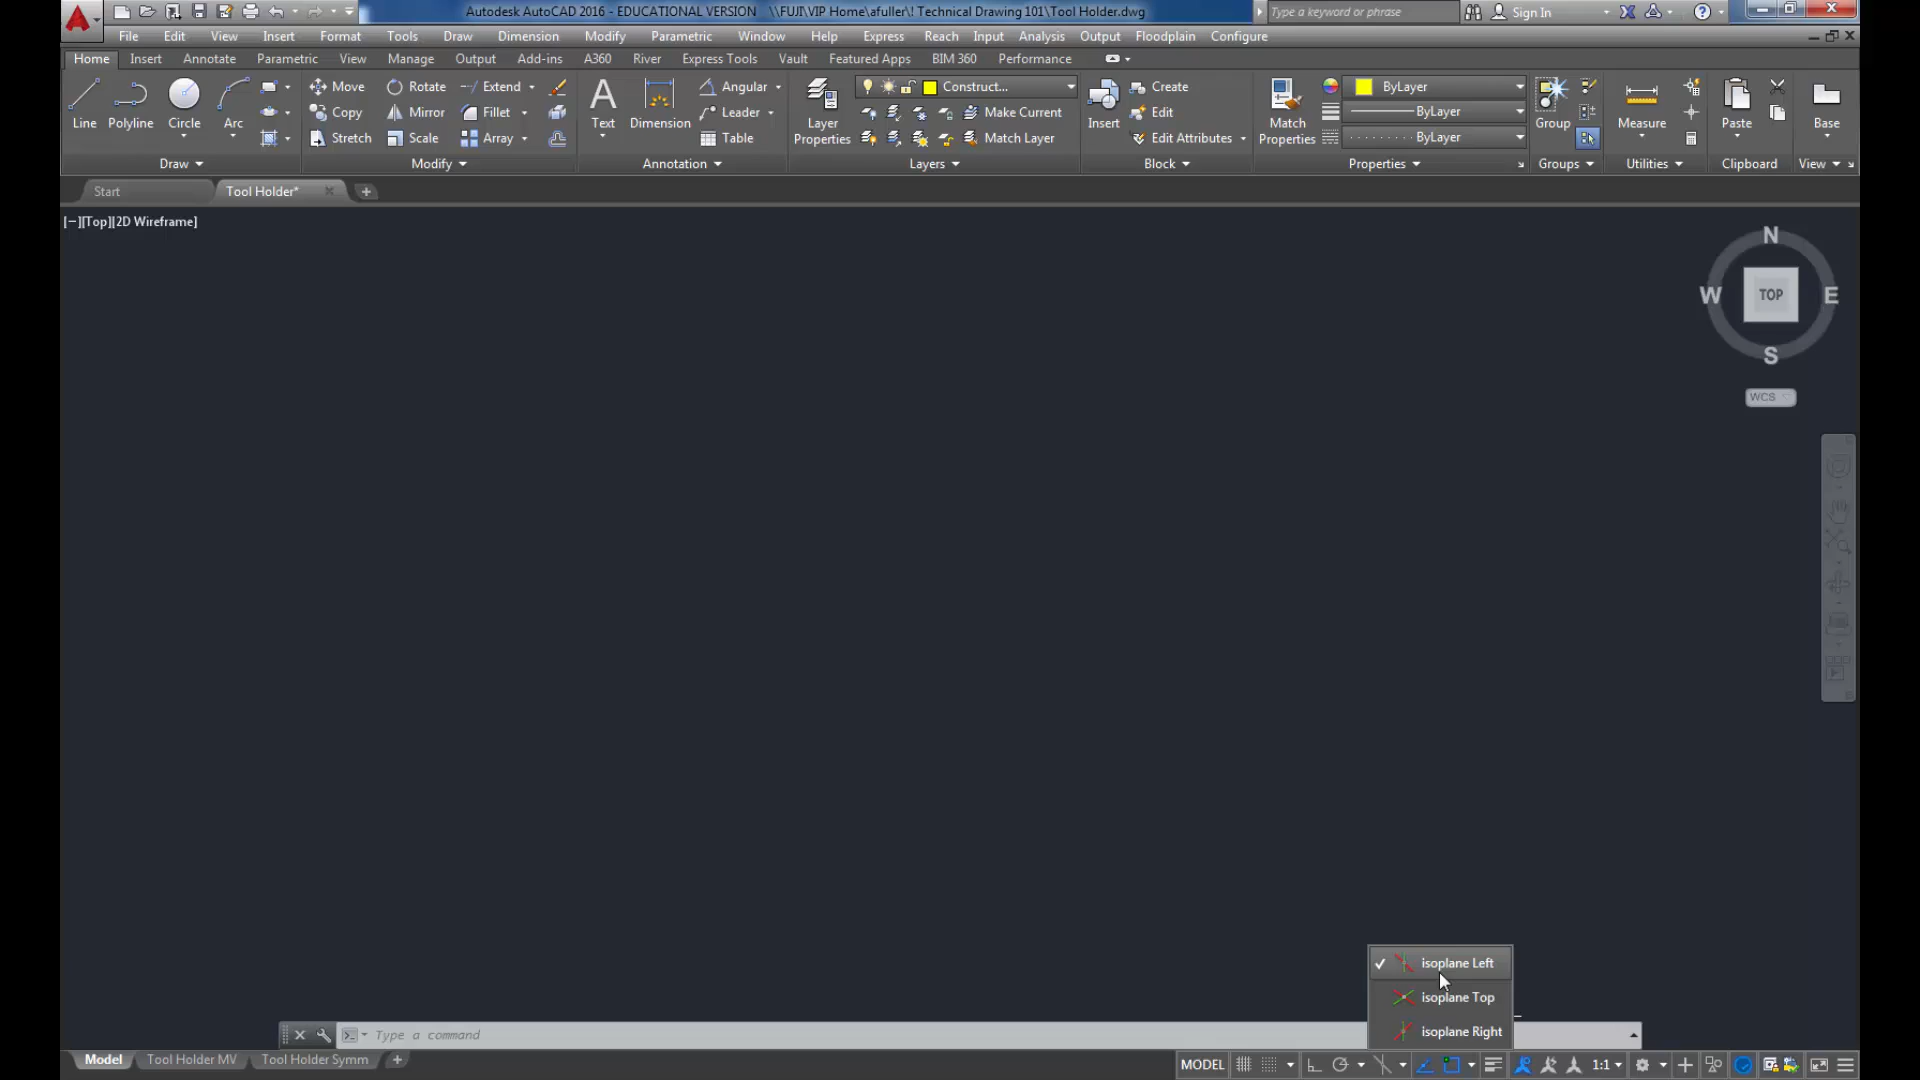 Autodesk AutoCAD 2016 - EDUCATIONAL VERSION \\FUJI\VIP Home\afuller\! Technical Drawing 101\Tool Holder.dwg
Type a keyword or phrase
Sign In
File Edit View Insert Format Tools Draw Dimension Modify Parametric Window Help Express Reach Input Analysis Output Floodplain Configure
Home Insert Annotate Parametric View Manage Output Add-ins A360 River Express Tools Vault Featured Apps BIM 360 Performance
Line Polyline Circle Arc
Move Rotate Extend
Copy Mirror Fillet
Stretch Scale Array
Text Dimension
Angular
Leader
Table
Layer Properties
Construct...
Make Current
Match Layer
Insert
Create
Edit
Edit Attributes
Match Properties
ByLayer
ByLayer
ByLayer
Group Measure Paste Base
Draw Modify Annotation Layers Block Properties Groups Utilities Clipboard View
Start Tool Holder*
[−][Top][2D Wireframe]
N
W TOP E
S
WCS
isoplane Left
isoplane Top
isoplane Right
Type a command
Model Tool Holder MV Tool Holder Symm
MODEL 1:1